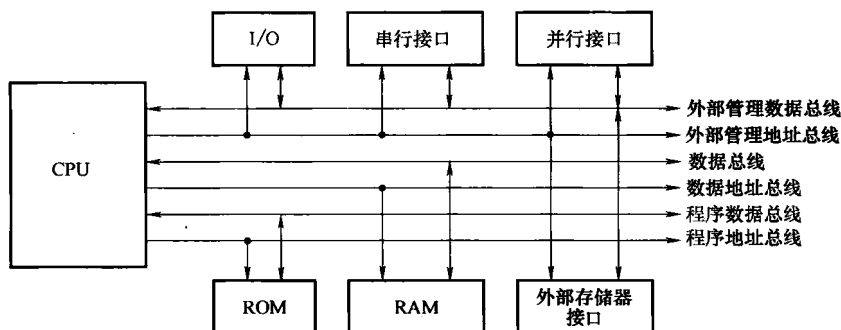 I/O
串行接口
并行接口
CPU
外部管理数据总线
外部管理地址总线
数据总线
数据地址总线
程序数据总线
程序地址总线
ROM
RAM
外部存储器
接口